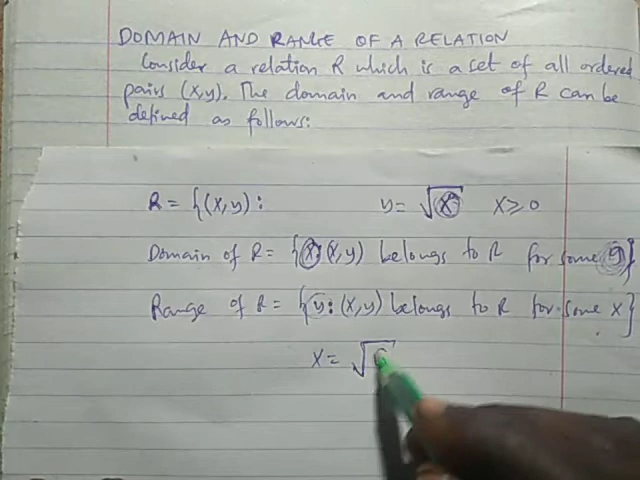 DOMAIN AND RANGE OF A RELATION
Consider a relation R which is a set of all ordered
pairs (x,y). The domain and range of R can be
defined as follows:
R = {(x,y):    y = √x    x ≥ 0
Domain of R = {x: (x,y) belongs to R for some y}
Range of R = {y: (x,y) belongs to R for some x}
x = √